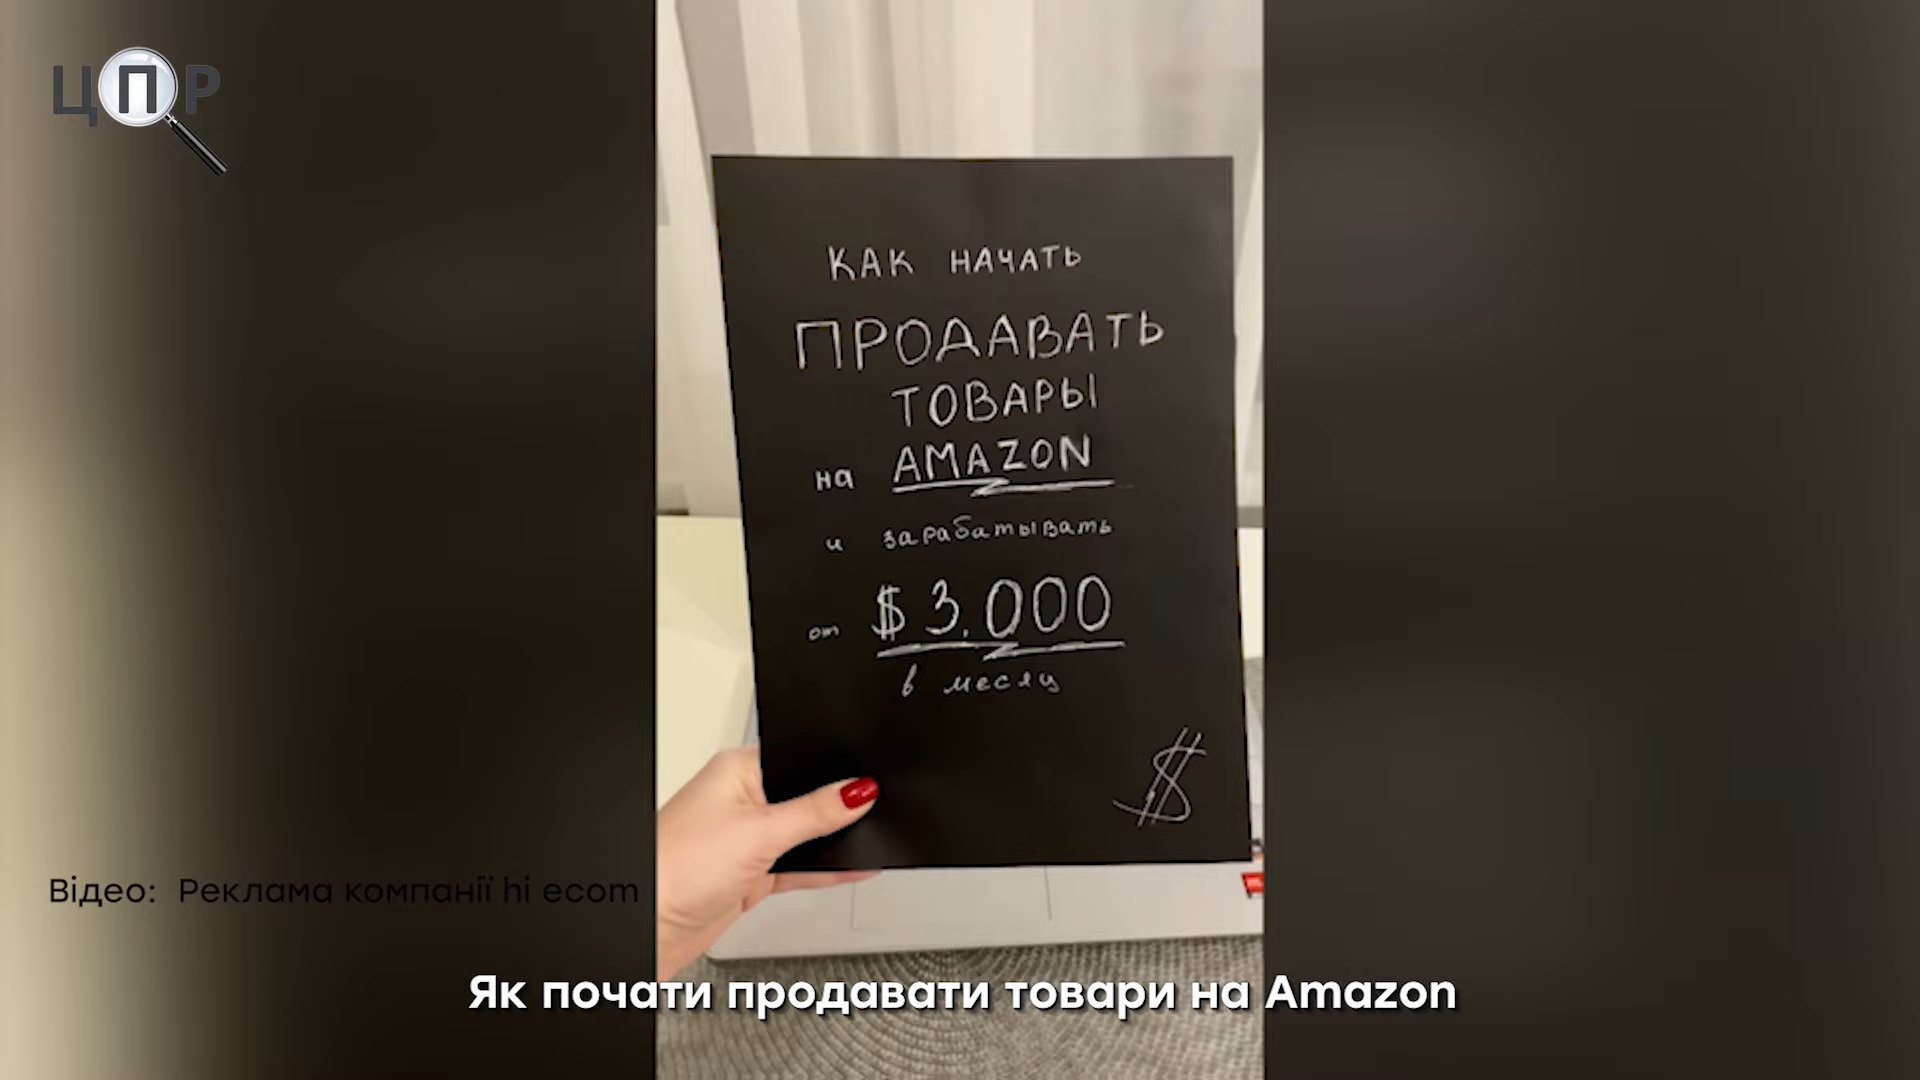 ЦПР
КАК НАЧАТЬ
ПРОДАВАТЬ
ТОВАРЫ
на AMAZON
и зарабатывать
от $3.000
в месяц
$
Відео: Реклама компанії hi ecom
Як почати продавати товари на Amazon